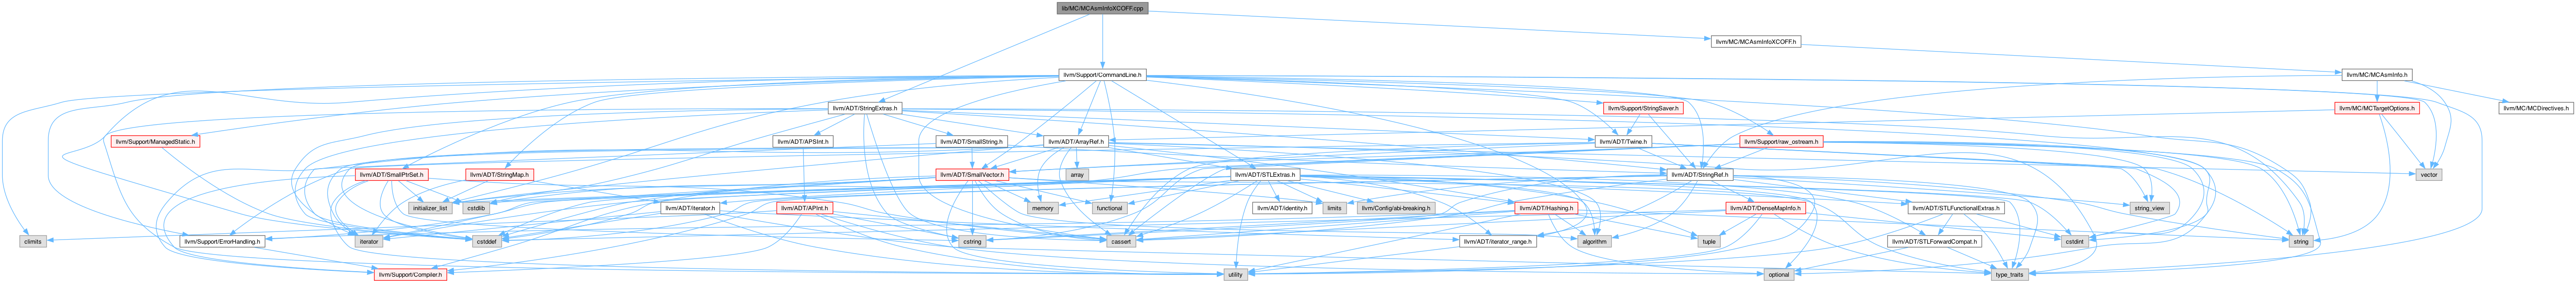 lib/MC/MCAsmInfoXCOFF.cpp
llvm/MC/MCAsmInfoXCOFF.h
llvm/Support/CommandLine.h
llvm/MC/MCAsmInfo.h
llvm/ADT/StringExtras.h
llvm/Support/StringSaver.h
llvm/MC/MCTargetOptions.h
llvm/MC/MCDirectives.h
llvm/Support/ManagedStatic.h
llvm/ADT/APSInt.h
llvm/ADT/SmallString.h
llvm/ADT/ArrayRef.h
llvm/ADT/Twine.h
llvm/Support/raw_ostream.h
llvm/ADT/SmallPtrSet.h
llvm/ADT/StringMap.h
llvm/ADT/SmallVector.h
array
llvm/ADT/STLExtras.h
llvm/ADT/StringRef.h
vector
initializer_list
cstdlib
llvm/ADT/iterator.h
llvm/ADT/APInt.h
memory
functional
llvm/ADT/identity.h
limits
llvm/Config/abi-breaking.h
llvm/ADT/Hashing.h
llvm/ADT/DenseMapInfo.h
llvm/ADT/STLFunctionalExtras.h
string_view
climits
llvm/Support/ErrorHandling.h
iterator
cstddef
cstring
cassert
llvm/ADT/iterator_range.h
algorithm
tuple
llvm/ADT/STLForwardCompat.h
cstdint
string
llvm/Support/Compiler.h
utility
optional
type_traits